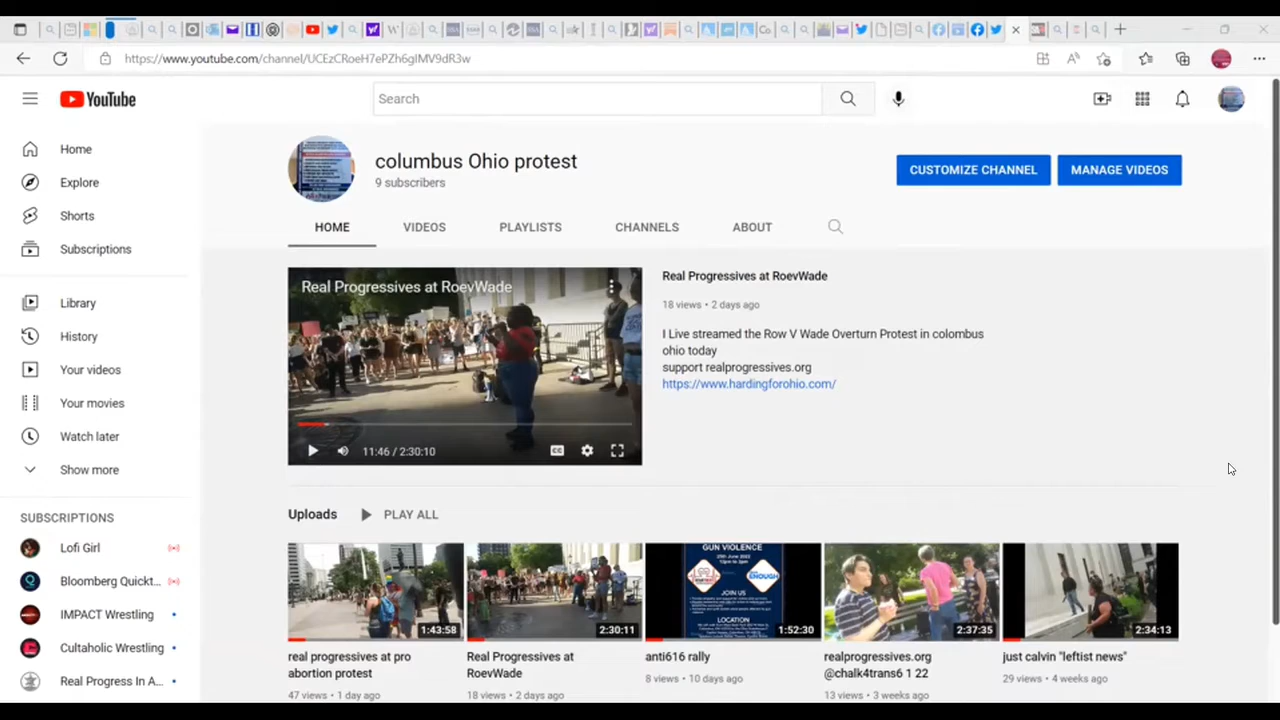 https://www.youtube.com/channel/UCEzCRoeH7ePZh6glMV9dR3w
YouTube
Search
Home
Explore
Shorts
Subscriptions
Library
History
Your videos
Your movies
Watch later
Show more
SUBSCRIPTIONS
Lofi Girl
Bloomberg Quickt...
IMPACT Wrestling
Cultaholic Wrestling
Real Progress In A...
columbus Ohio protest
9 subscribers
CUSTOMIZE CHANNEL
MANAGE VIDEOS
HOME
VIDEOS
PLAYLISTS
CHANNELS
ABOUT
Real Progressives at RoevWade
11:46 / 2:30:10
CC
Real Progressives at RoevWade
18 views • 2 days ago
I Live streamed the Row V Wade Overturn Protest in colombus
ohio today
support realprogressives.org
https://www.hardingforohio.com/
Uploads
PLAY ALL
1:43:58
real progressives at pro
abortion protest
47 views • 1 day ago
2:30:11
Real Progressives at
RoevWade
18 views • 2 days ago
GUN VIOLENCE
JOIN US
LOCATION
1:52:30
anti616 rally
8 views • 10 days ago
2:37:35
realprogressives.org
@chalk4trans6 1 22
13 views • 3 weeks ago
2:34:13
just calvin "leftist news"
29 views • 4 weeks ago